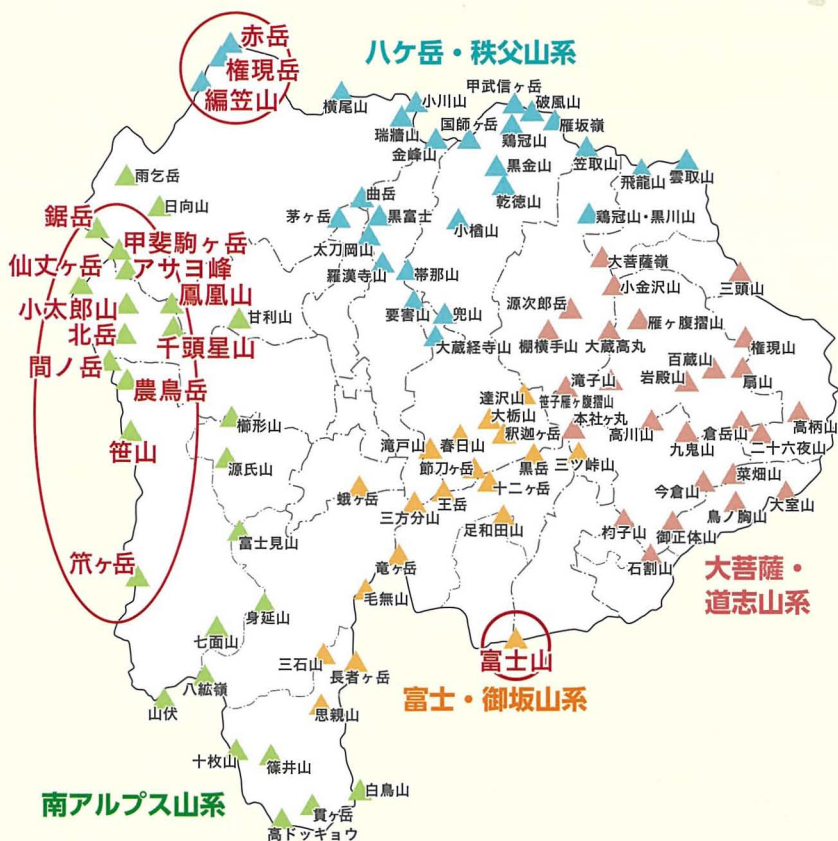 赤岳
権現岳
編笠山
八ケ岳・秩父山系
横尾山
小川山
瑞牆山
金峰山
国師ヶ岳
甲武信ヶ岳
破風山
雁坂嶺
鶏冠山
笠取山
飛龍山
雲取山
黒金山
乾徳山
鶏冠山・黒川山
小楢山
曲岳
茅ヶ岳
黒富士
太刀岡山
羅漢寺山
帯那山
要害山
兜山
大蔵経寺山
雨乞岳
日向山
鋸岳
甲斐駒ヶ岳
仙丈ヶ岳
アサヨ峰
小太郎山
鳳凰山
北岳
千頭星山
間ノ岳
農鳥岳
笹山
笊ヶ岳
甘利山
櫛形山
源氏山
富士見山
身延山
七面山
八紘嶺
山伏
十枚山
篠井山
白鳥山
貫ヶ岳
高ドッキョウ
南アルプス山系
大菩薩嶺
小金沢山
三頭山
源次郎岳
雁ヶ腹摺山
棚横手山
大蔵高丸
権現山
百蔵山
扇山
岩殿山
滝子山
笹子雁ヶ腹摺山
本社ヶ丸
高川山
九鬼山
倉岳山
高柄山
二十六夜山
今倉山
菜畑山
大室山
鳥ノ胸山
杓子山
御正体山
石割山
大菩薩・
道志山系
達沢山
大栃山
釈迦ヶ岳
春日山
滝戸山
節刀ヶ岳
黒岳
三ツ峠山
十二ヶ岳
王岳
蛾ヶ岳
三方分山
足和田山
竜ヶ岳
毛無山
三石山
長者ヶ岳
思親山
富士山
富士・御坂山系